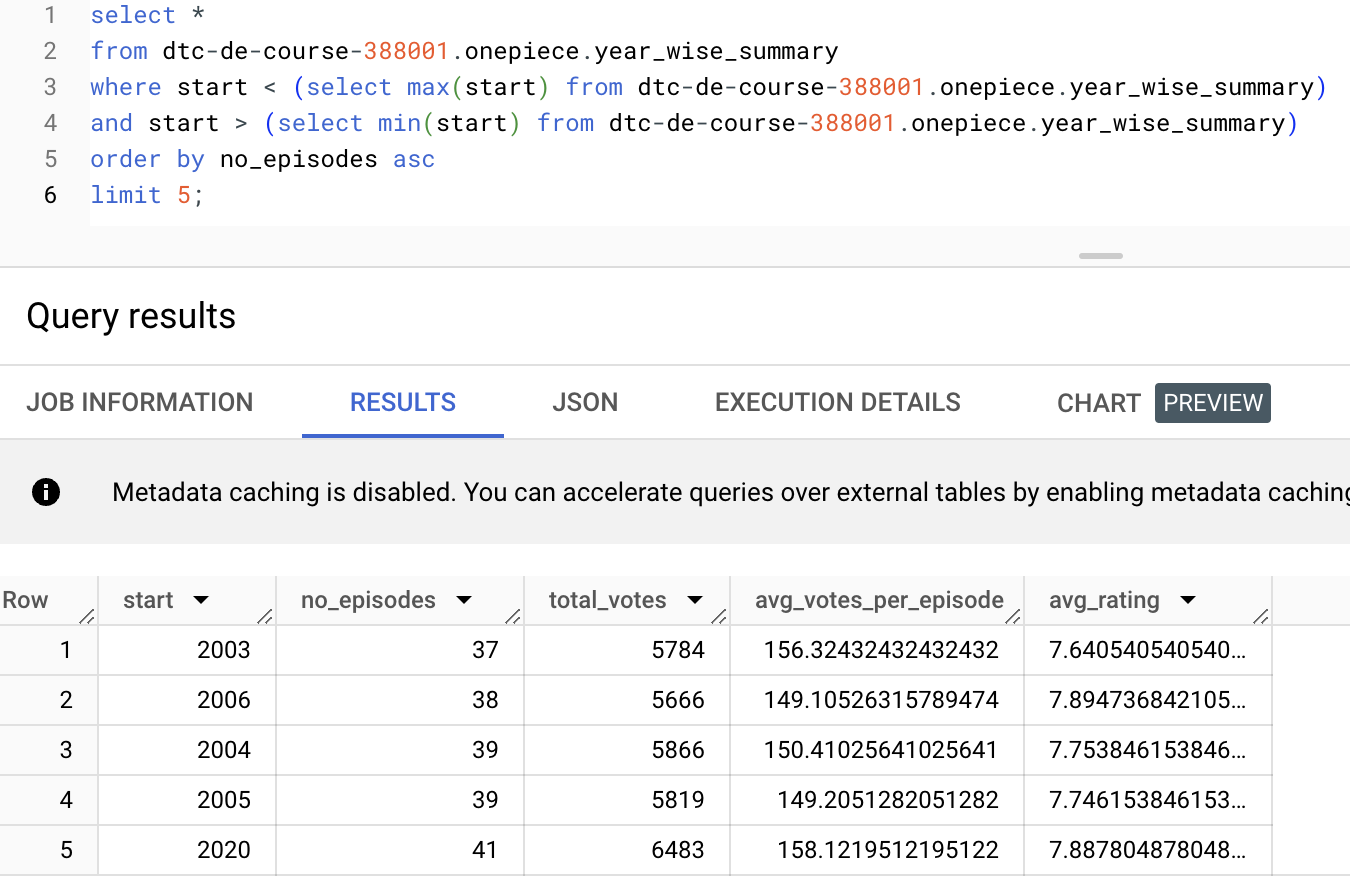 1 select *
2 from dtc-de-course-388001.onepiece.year_wise_summary
3 where start < (select max(start) from dtc-de-course-388001.onepiece.year_wise_summary)
4 and start > (select min(start) from dtc-de-course-388001.onepiece.year_wise_summary)
5 order by no_episodes asc
6 limit 5;
Query results
JOB INFORMATION RESULTS JSON EXECUTION DETAILS CHART PREVIEW
Metadata caching is disabled. You can accelerate queries over external tables by enabling metadata caching
Row start no_episodes total_votes avg_votes_per_episode avg_rating
1 2003 37 5784 156.32432432432432 7.640540540540...
2 2006 38 5666 149.10526315789474 7.894736842105...
3 2004 39 5866 150.41025641025641 7.753846153846...
4 2005 39 5819 149.2051282051282 7.746153846153...
5 2020 41 6483 158.1219512195122 7.887804878048...